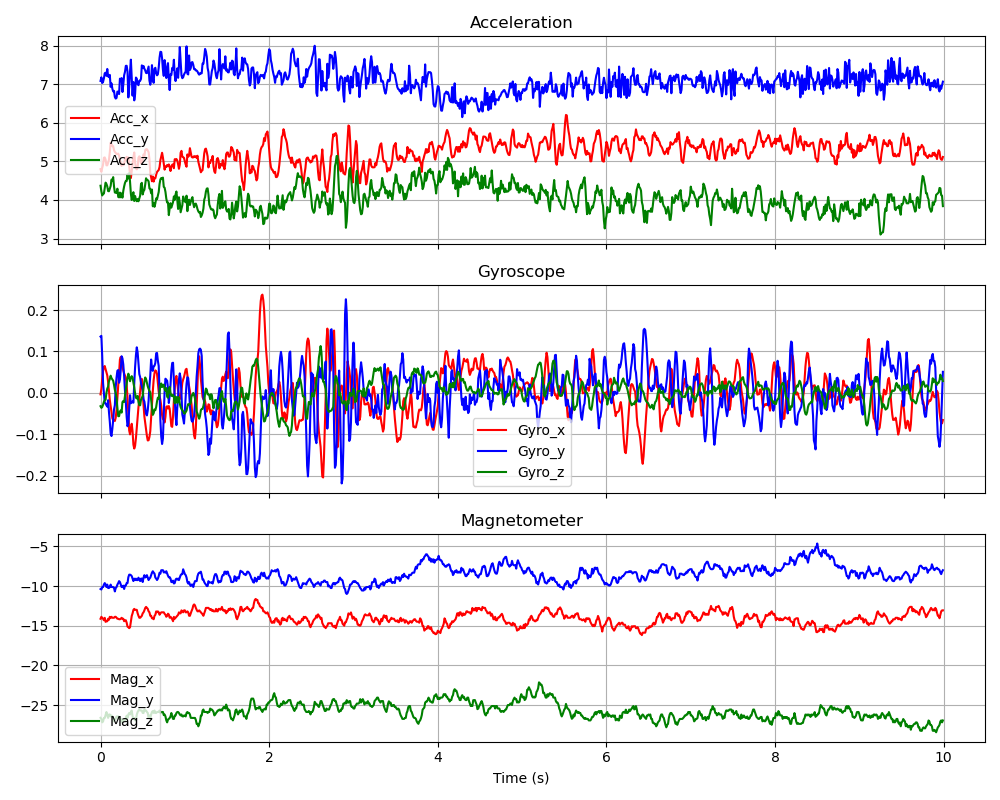 Acceleration
8
7
6
5
4
3
Acc_x
Acc_y
Acc_z
Gyroscope
0.2
0.1
0.0
−0.1
−0.2
Gyro_x
Gyro_y
Gyro_z
Magnetometer
−5
−10
−15
−20
−25
Mag_x
Mag_y
Mag_z
0 2 4 6 8 10
Time (s)